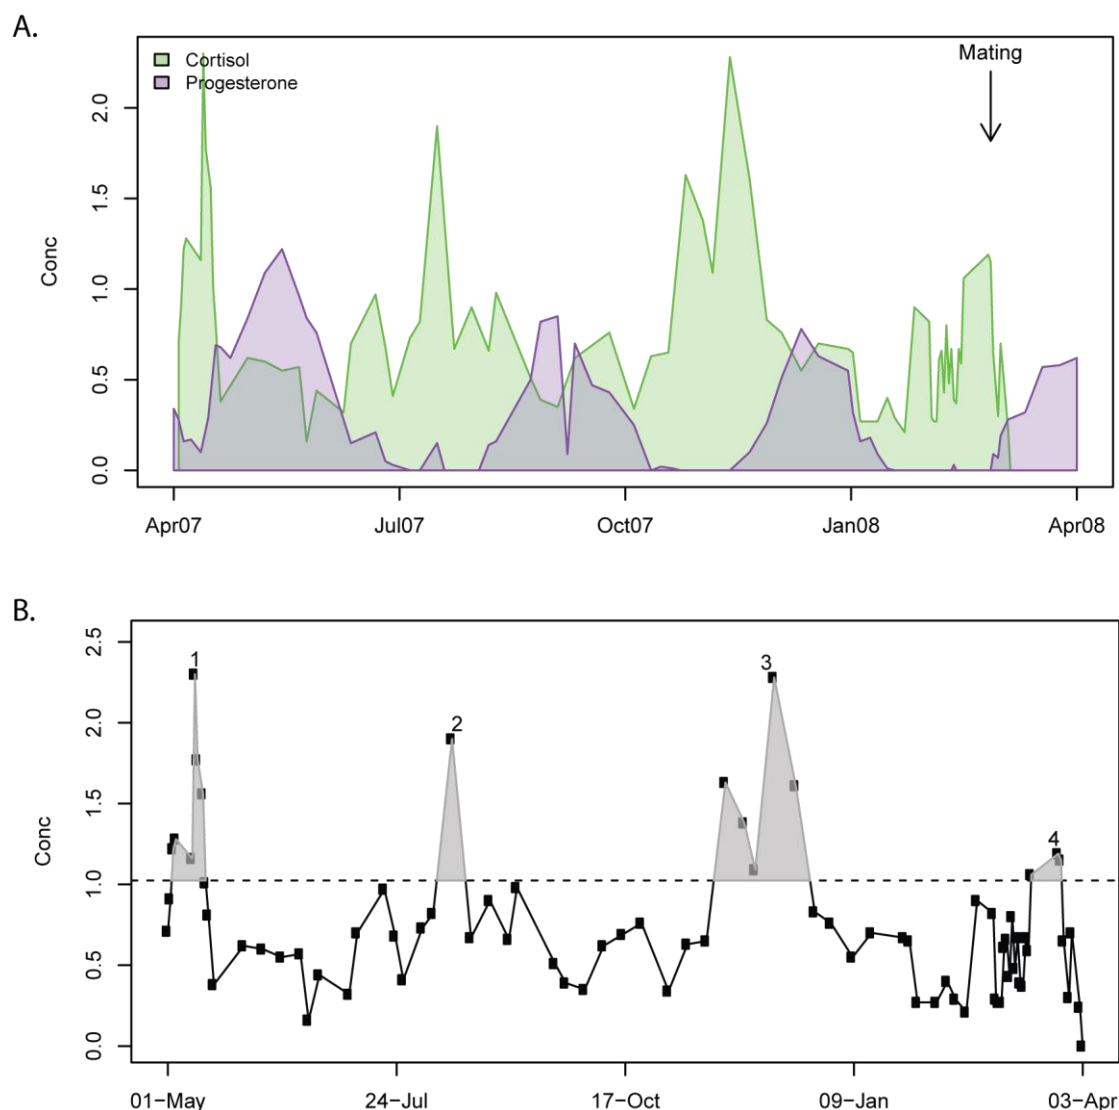 A.
Cortisol
Progesterone
Mating
Conc
2.0
1.5
1.0
0.5
0.0
Apr07 Jul07 Oct07 Jan08 Apr08
B.
Conc
2.5
2.0
1.5
1.0
0.5
0.0
1
2
3
4
01−May 24−Jul 17−Oct 09−Jan 03−Apr